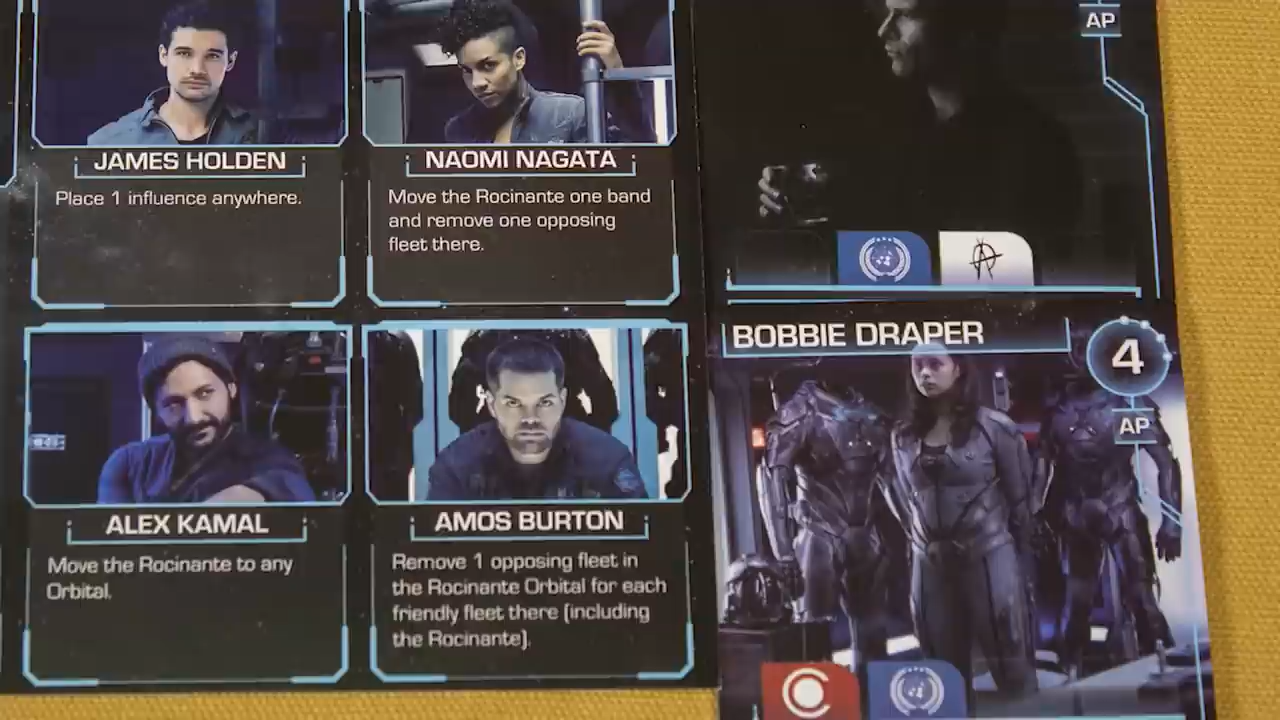 JAMES HOLDEN
Place 1 influence anywhere.
NAOMI NAGATA
Move the Rocinante one band
and remove one opposing
fleet there.
AP
ALEX KAMAL
Move the Rocinante to any
Orbital.
AMOS BURTON
Remove 1 opposing fleet in
the Rocinante Orbital for each
friendly fleet there (including
the Rocinante).
BOBBIE DRAPER
4
AP